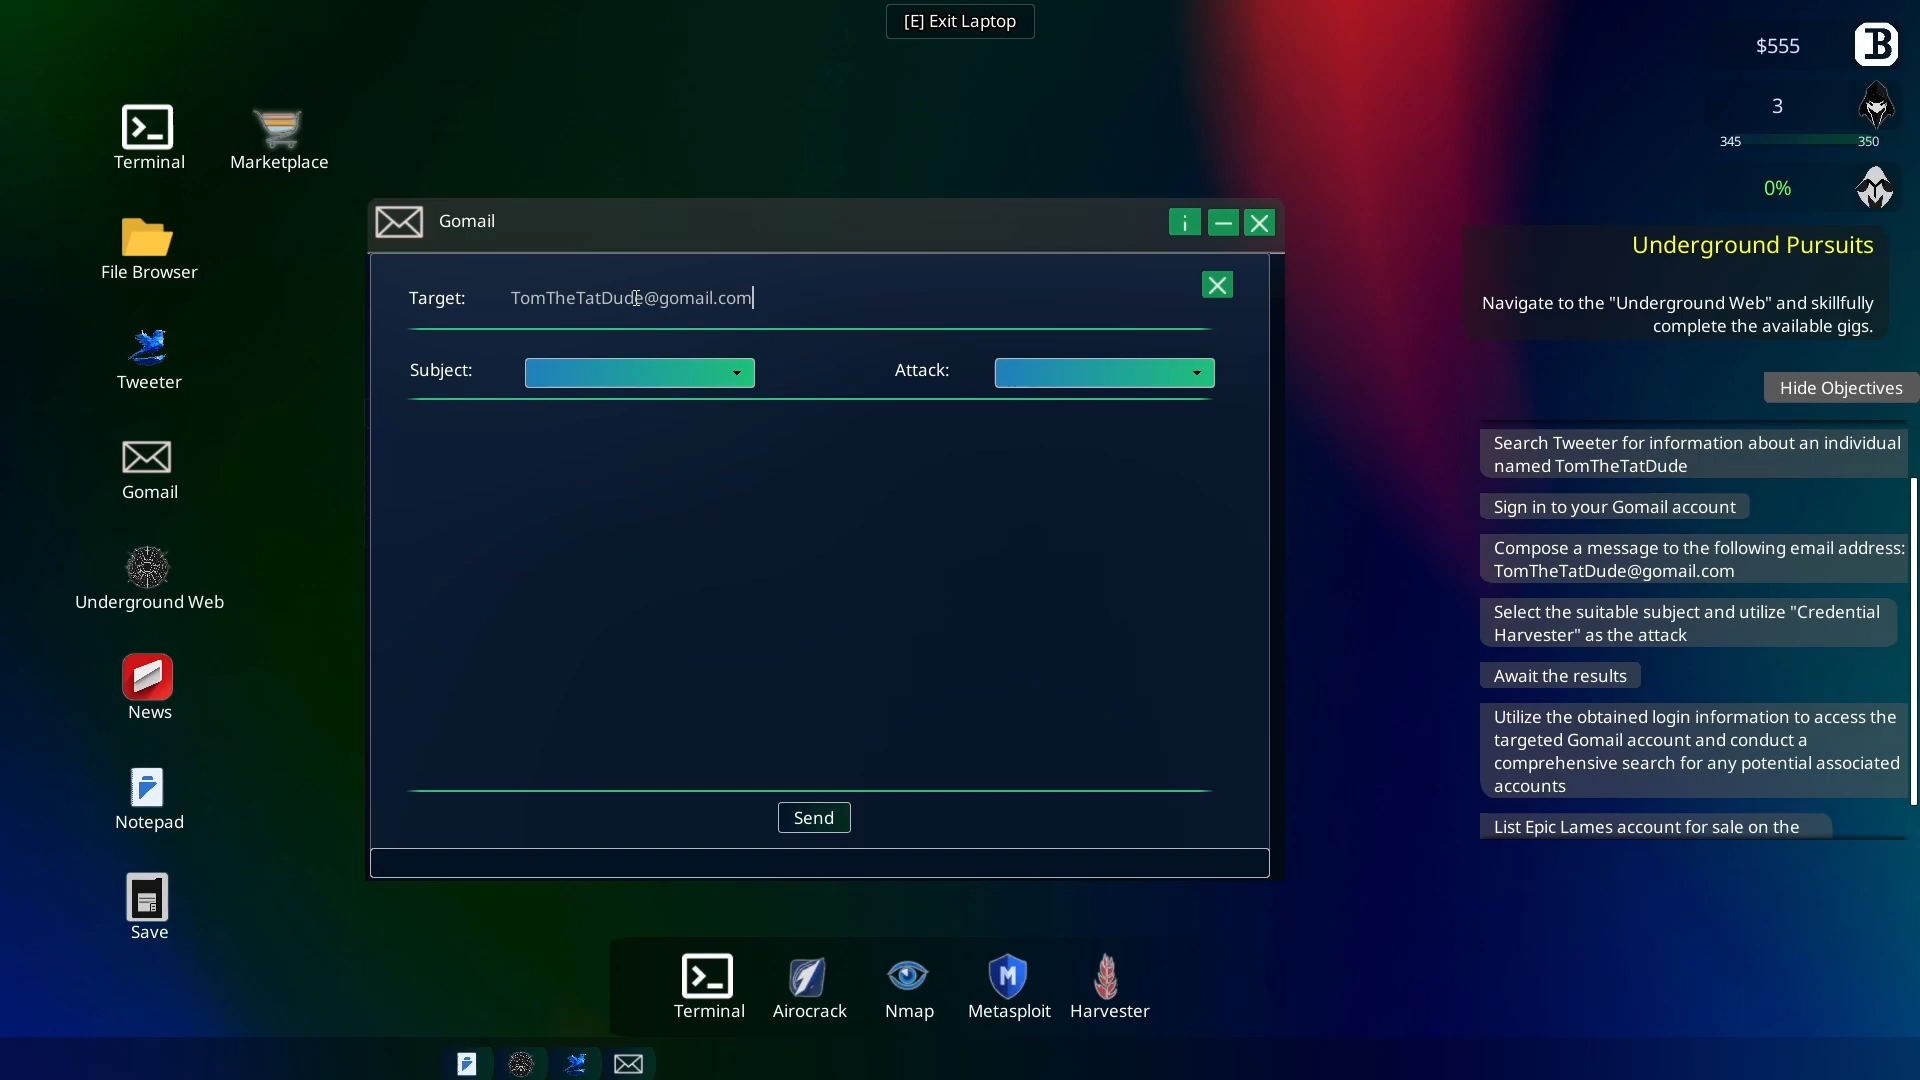 [E] Exit Laptop
$555
B
3
345
350
0%
Underground Pursuits
Navigate to the "Underground Web" and skillfully
complete the available gigs.
Hide Objectives
Search Tweeter for information about an individual
named TomTheTatDude
Sign in to your Gomail account
Compose a message to the following email address:
TomTheTatDude@gomail.com
Select the suitable subject and utilize "Credential
Harvester" as the attack
Await the results
Utilize the obtained login information to access the
targeted Gomail account and conduct a
comprehensive search for any potential associated
accounts
List Epic Lames account for sale on the
Terminal
Marketplace
File Browser
Tweeter
Gomail
Underground Web
News
Notepad
Save
Gomail
i
Target:
TomTheTatDude@gomail.com
Subject:
Attack:
Send
Terminal
Airocrack
Nmap
M
Metasploit
Harvester